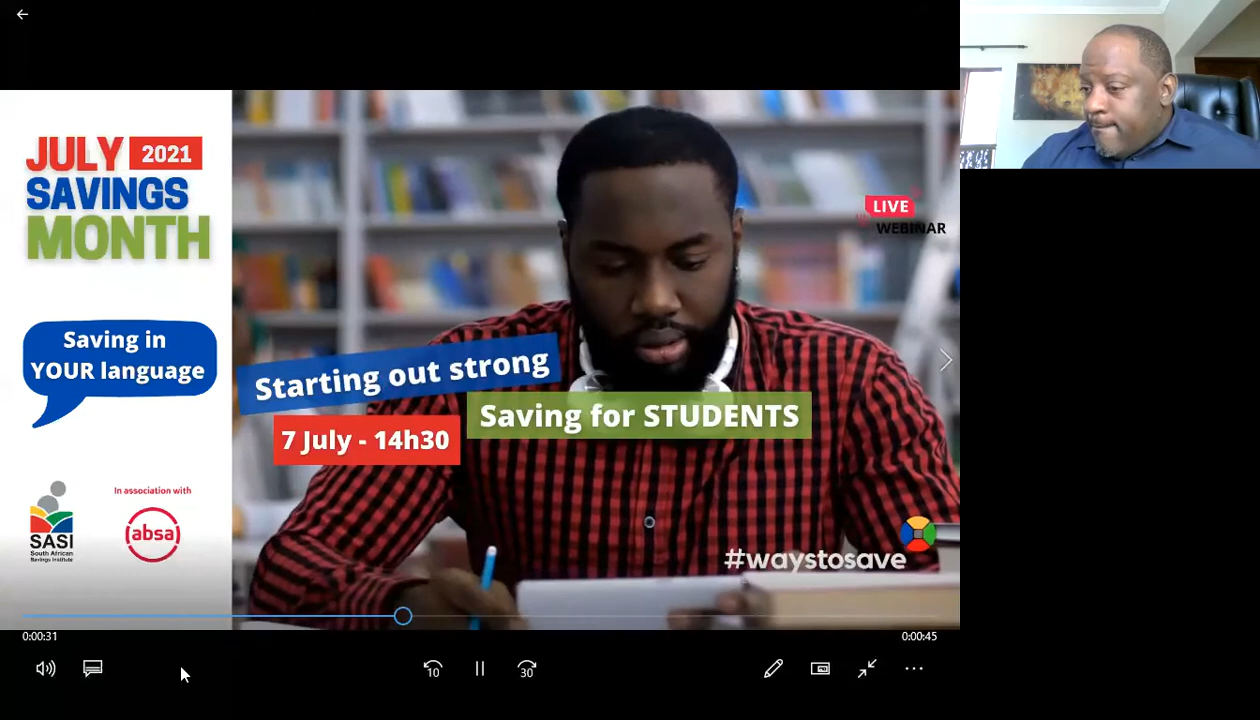 JULY 2021
SAVINGS
MONTH
Saving in
YOUR language
SASI
South African
Savings Institute
In association with
absa
LIVE
WEBINAR
Starting out strong
Saving for STUDENTS
7 July - 14h30
#waystosave
0:00:31
0:00:45
10
30